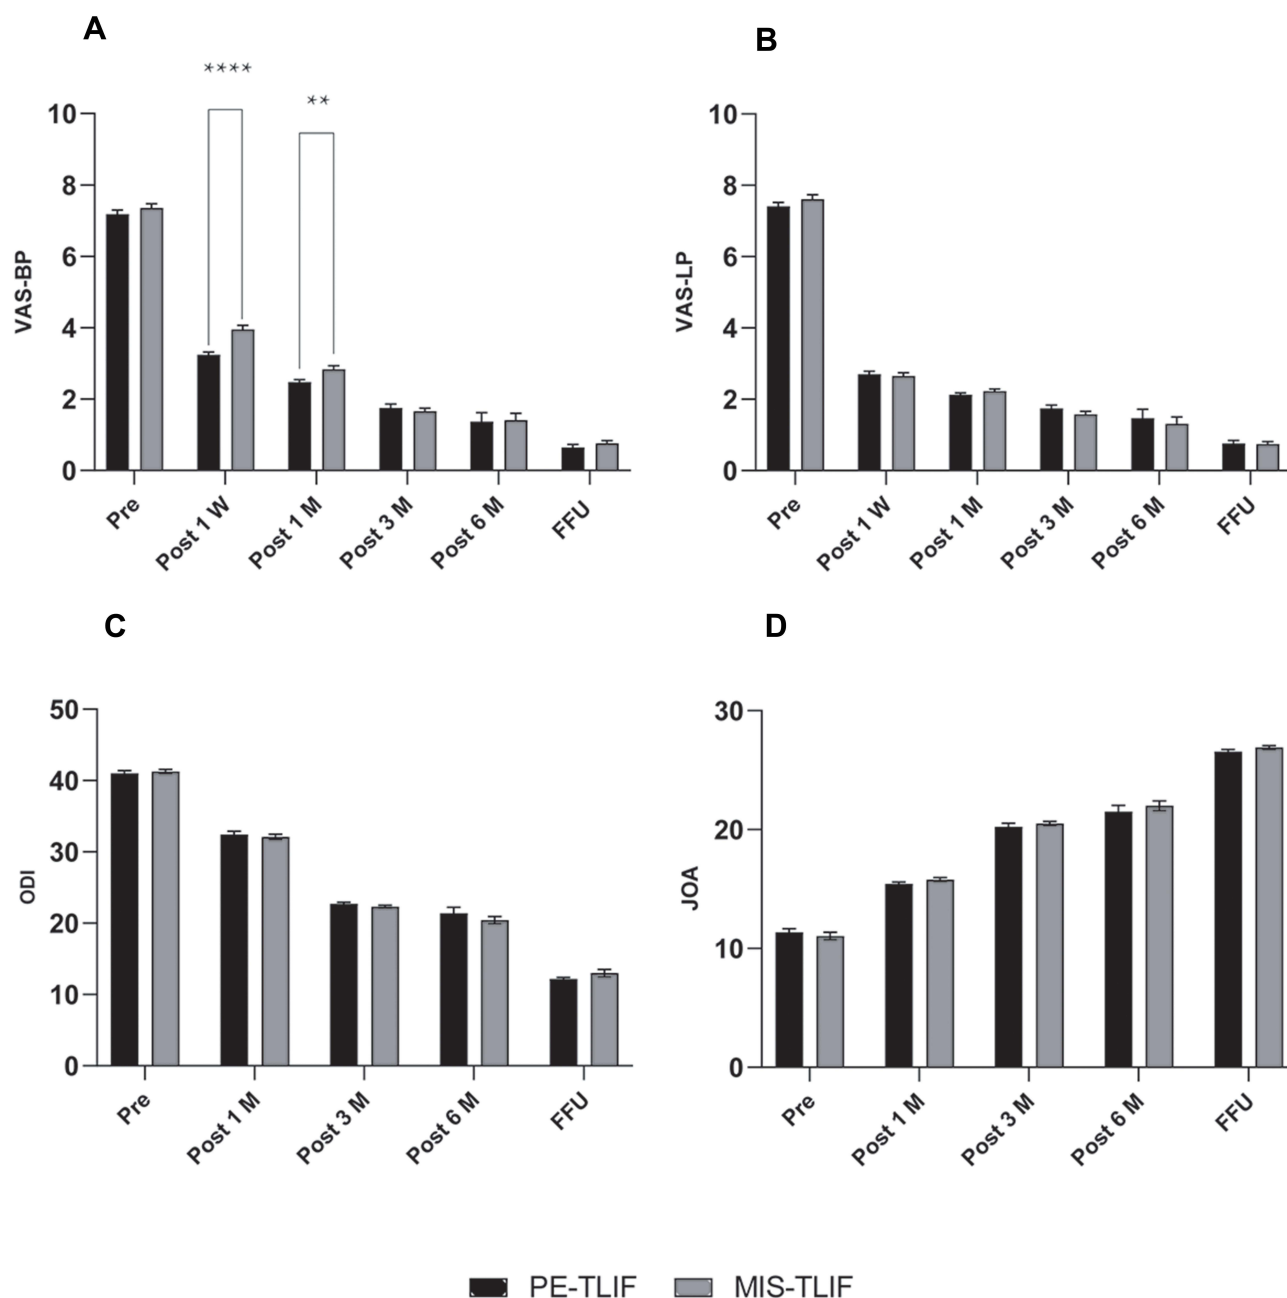 A
B
****
**
10
8
6
4
2
0
VAS-BP
Pre
Post 1 W
Post 1 M
Post 3 M
Post 6 M
FFU
10
8
6
4
2
0
VAS-LP
Pre
Post 1 W
Post 1 M
Post 3 M
Post 6 M
FFU
C
D
50
40
30
20
10
0
ODI
Pre
Post 1 M
Post 3 M
Post 6 M
FFU
30
20
10
0
JOA
Pre
Post 1 M
Post 3 M
Post 6 M
FFU
PE-TLIF
MIS-TLIF